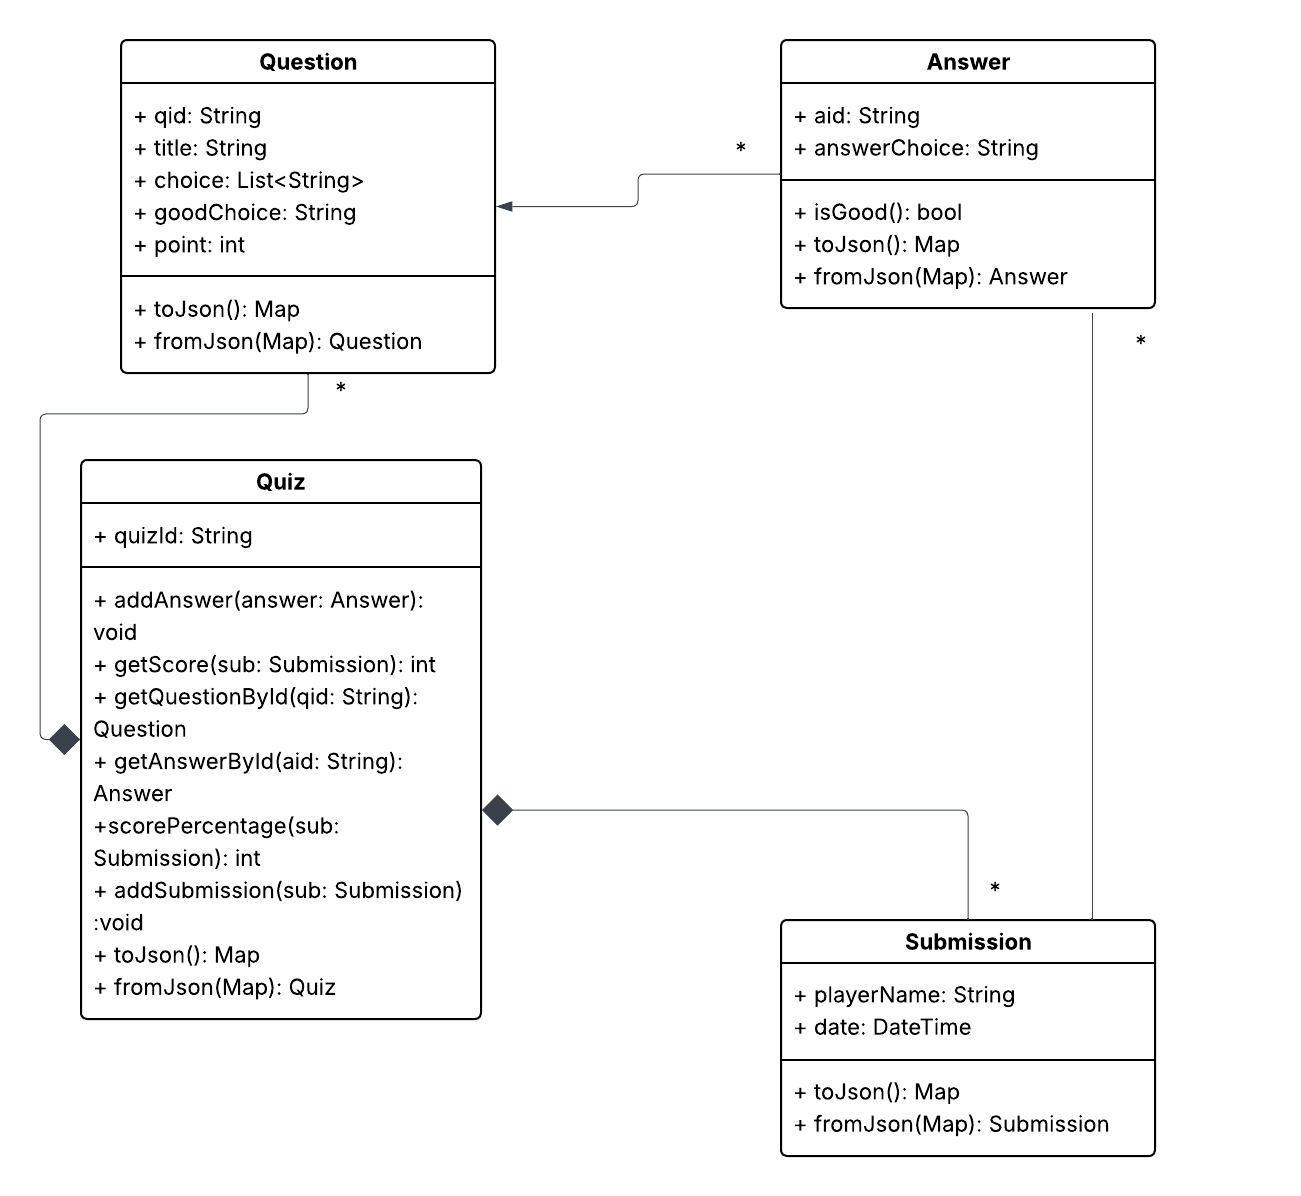 Question
+ qid: String
+ title: String
+ choice: List<String>
+ goodChoice: String
+ point: int
+ toJson(): Map
+ fromJson(Map): Question
*
Answer
+ aid: String
+ answerChoice: String
+ isGood(): bool
+ toJson(): Map
+ fromJson(Map): Answer
*
*
Quiz
+ quizId: String
+ addAnswer(answer: Answer):
void
+ getScore(sub: Submission): int
+ getQuestionById(qid: String):
Question
+ getAnswerById(aid: String):
Answer
+scorePercentage(sub:
Submission): int
+ addSubmission(sub: Submission)
:void
+ toJson(): Map
+ fromJson(Map): Quiz
*
Submission
+ playerName: String
+ date: DateTime
+ toJson(): Map
+ fromJson(Map): Submission